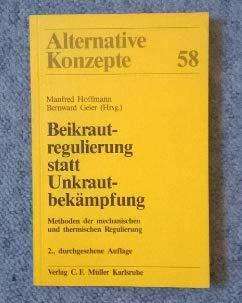 Alternative
Konzepte 58
Manfred Hoffmann
Bernward Geier (Hrsg.)
Beikraut-
regulierung
statt
Unkraut-
bekämpfung
Methoden der mechanischen
und thermischen Regulierung
2., durchgesehene Auflage
Verlag C. F. Müller Karlsruhe